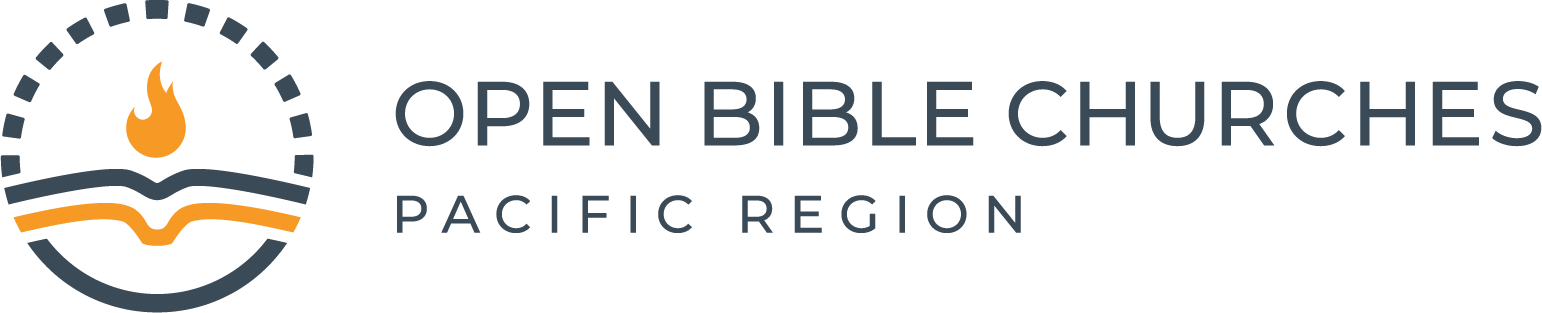 OPEN BIBLE CHURCHES
PACIFIC REGION